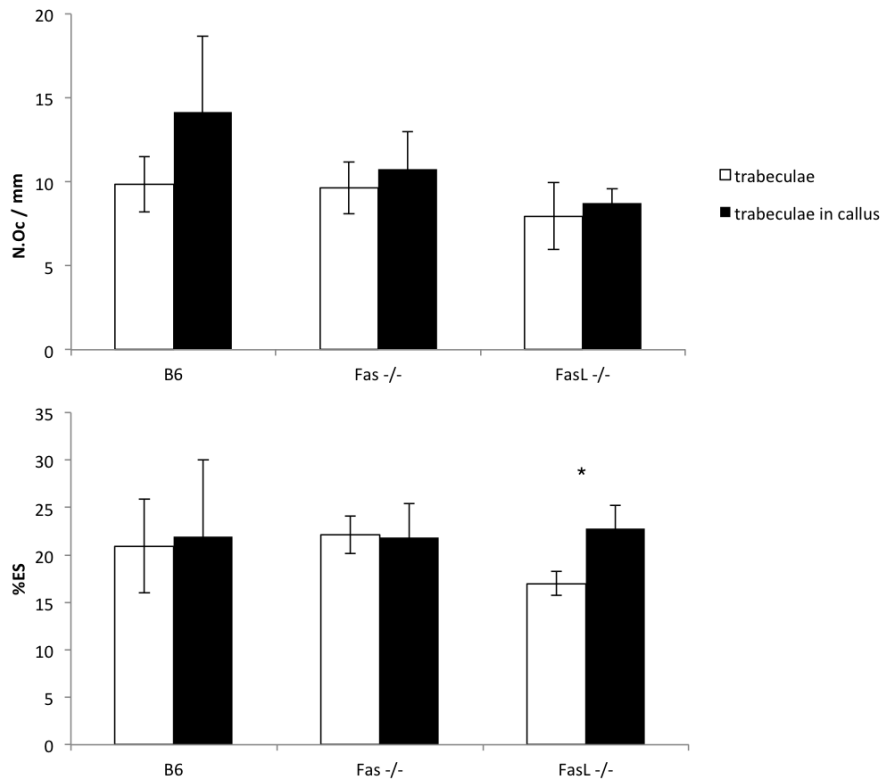 20
15
10
5
0
N.Oc / mm
B6
Fas -/-
FasL -/-
trabeculae
trabeculae in callus
35
30
25
20
15
10
5
0
%ES
*
B6
Fas -/-
FasL -/-